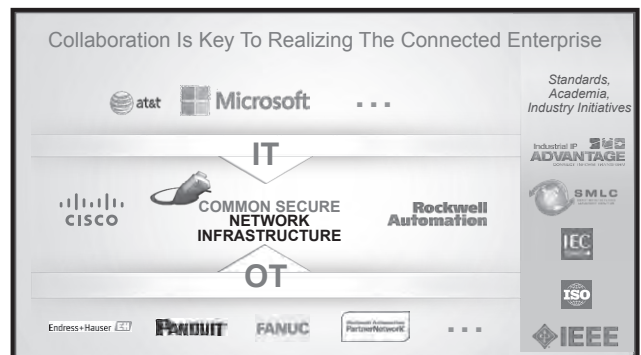 Collaboration Is Key To Realizing The Connected Enterprise
at&t Microsoft ...
Standards,
Academia,
Industry Initiatives
IT
Industrial IP
ADVANTAGE
SMLC
CISCO
COMMON SECURE
NETWORK
INFRASTRUCTURE
Rockwell
Automation
IEC
OT
ISO
Endress+Hauser EH
PANDUIT
FANUC
PartnerNetwork
...
IEEE